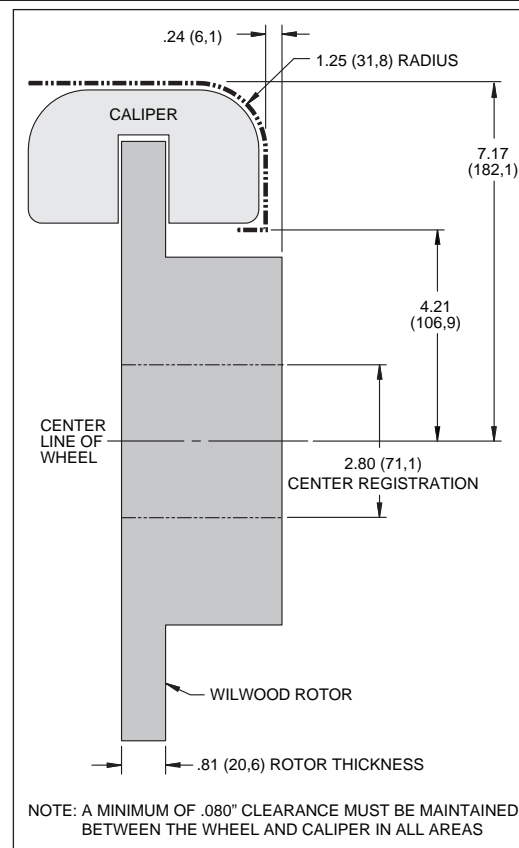 .24 (6,1)
1.25 (31,8) RADIUS
CALIPER
7.17
(182,1)
4.21
(106,9)
CENTER
LINE OF
WHEEL
2.80 (71,1)
CENTER REGISTRATION
WILWOOD ROTOR
.81 (20,6) ROTOR THICKNESS
NOTE: A MINIMUM OF .080" CLEARANCE MUST BE MAINTAINED
BETWEEN THE WHEEL AND CALIPER IN ALL AREAS